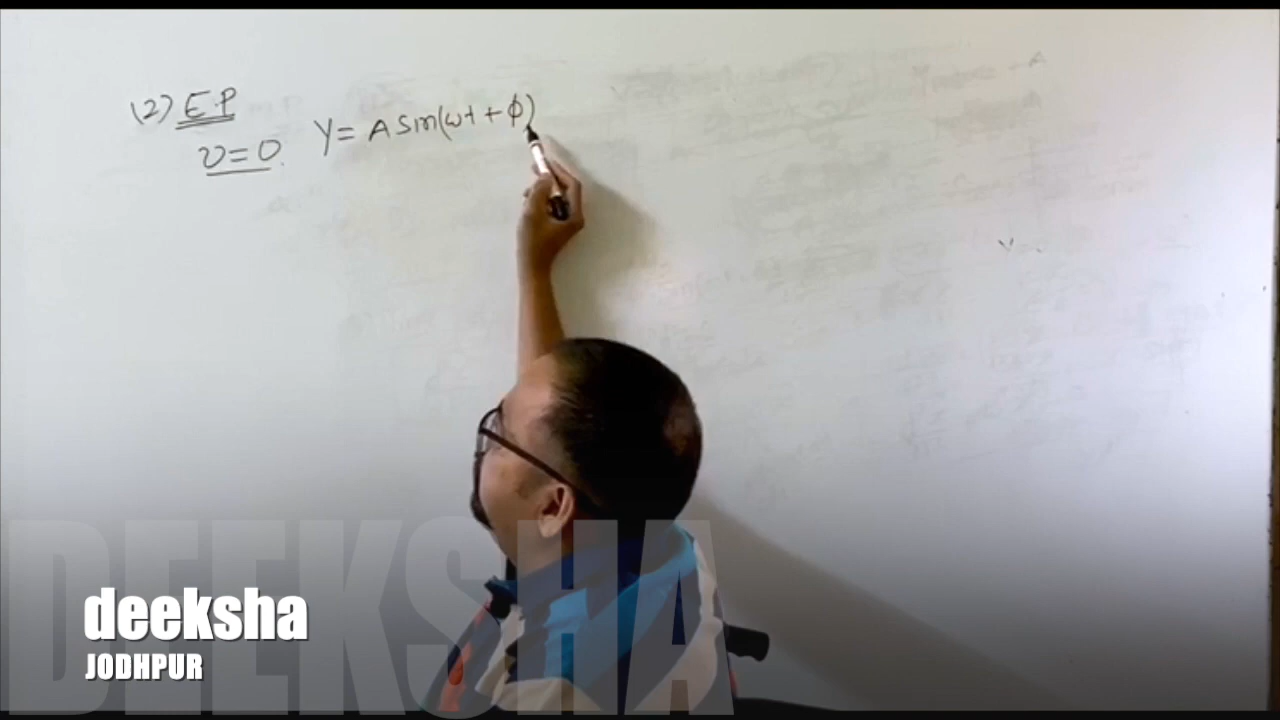 (2) E.P
v=0. y= A sin(ωt + φ)
DEEKSHA
deeksha
JODHPUR